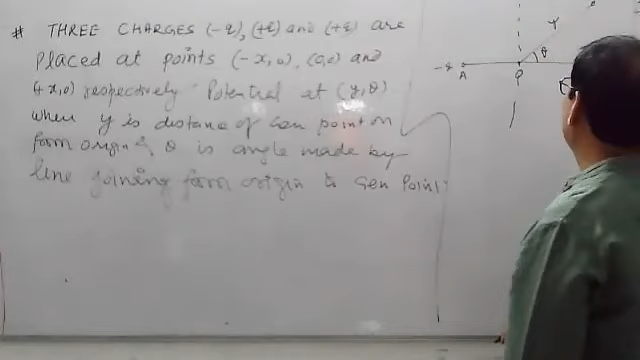 # THREE CHARGES (-q), (+q) and (+q) are
placed at points (-x,0), (0,0) and
(+x,0) respectively. Potential at (y,θ)
when y is distance of Gen point on
form origin & θ is angle made by
line joining form origin to Gen Point.
-q
A
O
θ
y